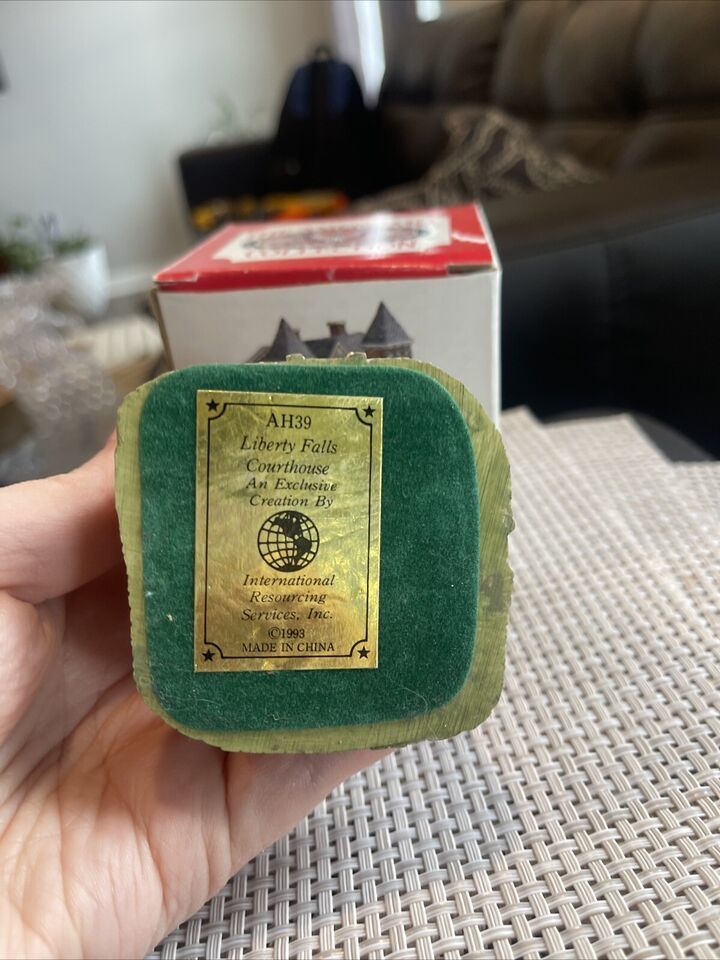 AH39
Liberty Falls
Courthouse
An Exclusive
Creation By
International
Resourcing
Services, Inc.
©1993
MADE IN CHINA